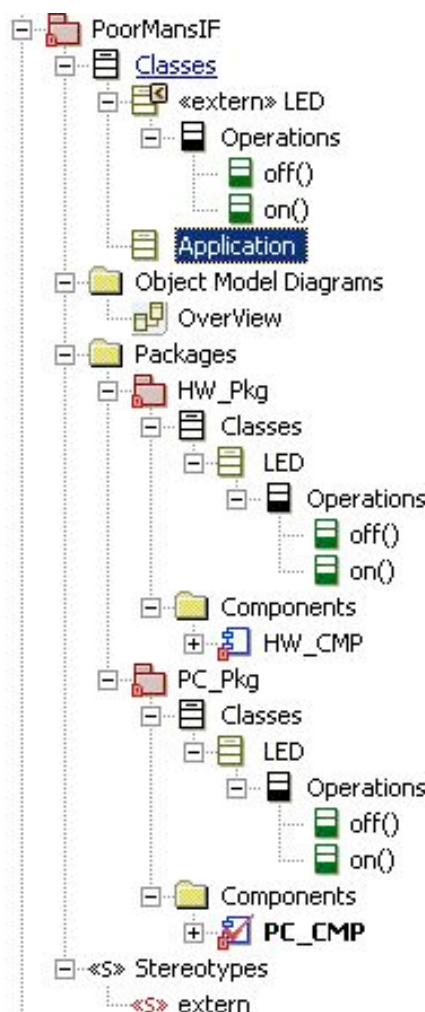 PoorMansIF
Classes
«extern» LED
Operations
off()
on()
Application
Object Model Diagrams
OverView
Packages
HW_Pkg
Classes
LED
Operations
off()
on()
Components
HW_CMP
PC_Pkg
Classes
LED
Operations
off()
on()
Components
PC_CMP
«S» Stereotypes
«S» extern